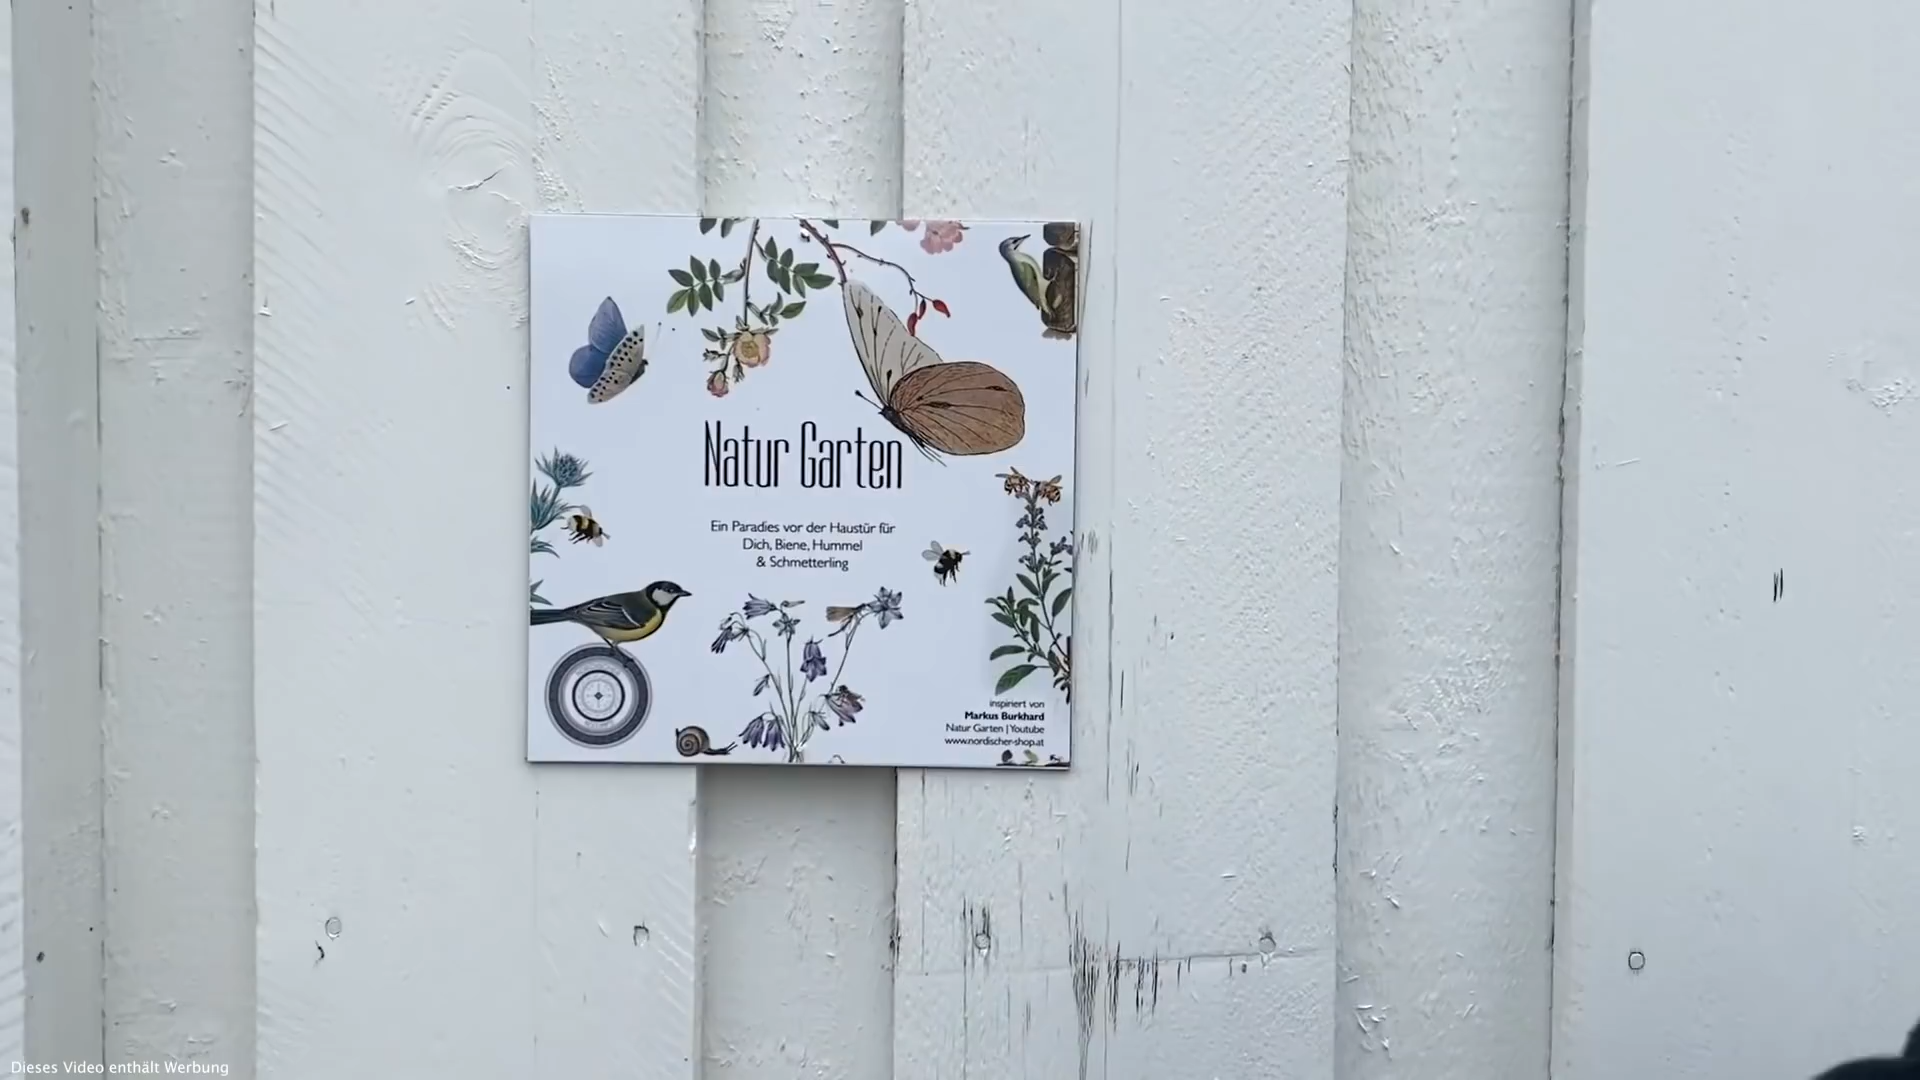 Natur Garten
Ein Paradies vor der Haustür für
Dich, Biene, Hummel
& Schmetterling
inspiriert von
Markus Burkhard
Natur Garten | Youtube
www.nordischer-shop.at
Dieses Video enthält Werbung